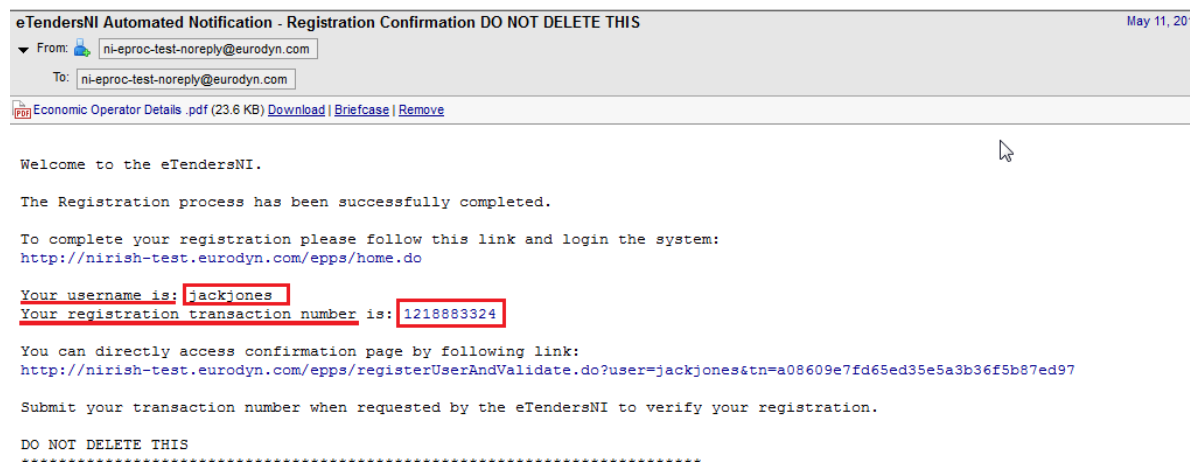 eTendersNI Automated Notification - Registration Confirmation DO NOT DELETE THIS May 11, 20
From: ni-eproc-test-noreply@eurodyn.com
To: ni-eproc-test-noreply@eurodyn.com
PDF Economic Operator Details .pdf (23.6 KB) Download | Briefcase | Remove
Welcome to the eTendersNI.
The Registration process has been successfully completed.
To complete your registration please follow this link and login the system:
http://nirish-test.eurodyn.com/epps/home.do
Your username is: jackjones
Your registration transaction number is: 1218883324
You can directly access confirmation page by following link:
http://nirish-test.eurodyn.com/epps/registerUserAndValidate.do?user=jackjones&tn=a08609e7fd65ed35e5a3b36f5b87ed97
Submit your transaction number when requested by the eTendersNI to verify your registration.
DO NOT DELETE THIS